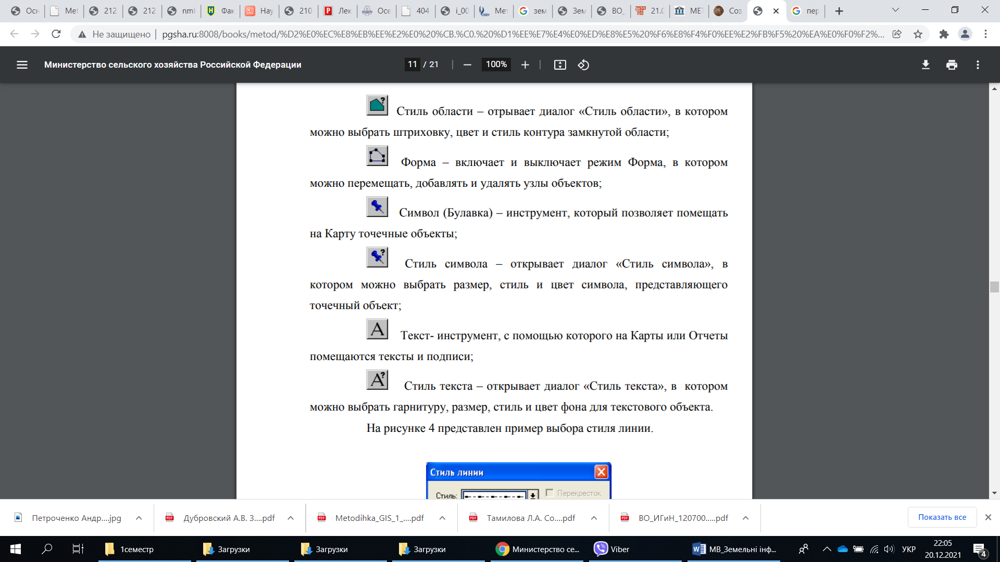 Осн
Met
212
212
nmk
Фак
Нау
210
Лек
Осе
404
i_00
Мет
зем
Зем
ВО_
21.0
МЕТ
Соз
пер
Не защищено
pgsha.ru:8008/books/metod/%D2%E0%EC%E8%EB%EE%E2%E0%20%CB.%C0.%20%D1%EE%E7%E4%E0%ED%E8%E5%20%F6%E8%F4%F0%EE%E2%FB%F5%20%EA%E0%F0%F2%...
Министерство сельского хозяйства Российской Федерации
11 / 21
100%
Стиль области – отрывает диалог «Стиль области», в котором
можно выбрать штриховку, цвет и стиль контура замкнутой области;
Форма – включает и выключает режим Форма, в котором
можно перемещать, добавлять и удалять узлы объектов;
Символ (Булавка) – инструмент, который позволяет помещать
на Карту точечные объекты;
Стиль символа – открывает диалог «Стиль символа», в
котором можно выбрать размер, стиль и цвет символа, представляющего
точечный объект;
A
Текст- инструмент, с помощью которого на Карты или Отчеты
помещаются тексты и подписи;
A?
Стиль текста – открывает диалог «Стиль текста», в котором
можно выбрать гарнитуру, размер, стиль и цвет фона для текстового объекта.
На рисунке 4 представлен пример выбора стиля линии.
Стиль линии
Стиль:
Перекресток
Петроченко Андр....jpg
Дубровский А.В. З....pdf
Metodihka_GIS_1_....pdf
Тамилова Л.А. Со....pdf
ВО_ИГиН_120700.....pdf
Показать все
1семестр
Загрузки
Загрузки
Загрузки
Министерство се...
Viber
МВ_Земельні інф...
УКР
22:05
20.12.2021
4